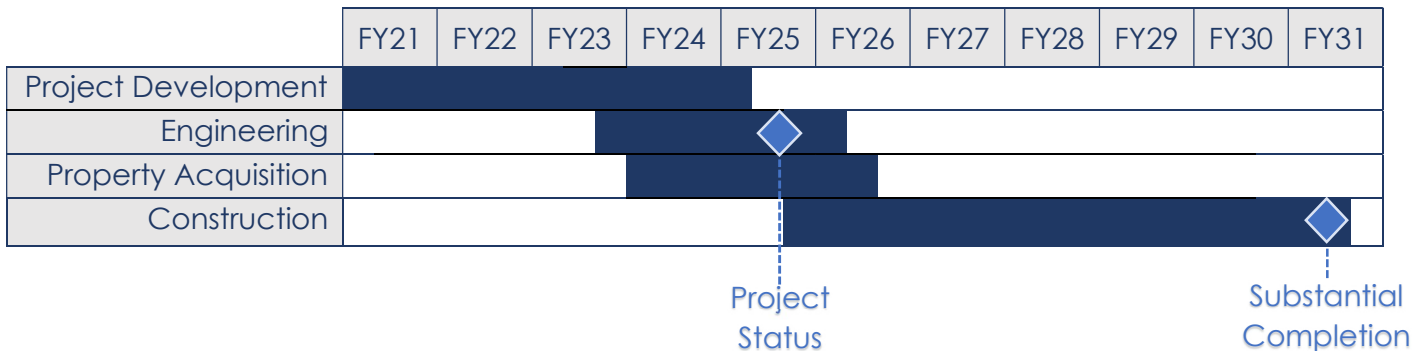 FY21 FY22 FY23 FY24 FY25 FY26 FY27 FY28 FY29 FY30 FY31
Project Development
Engineering
Property Acquisition
Construction
Project
Status
Substantial
Completion